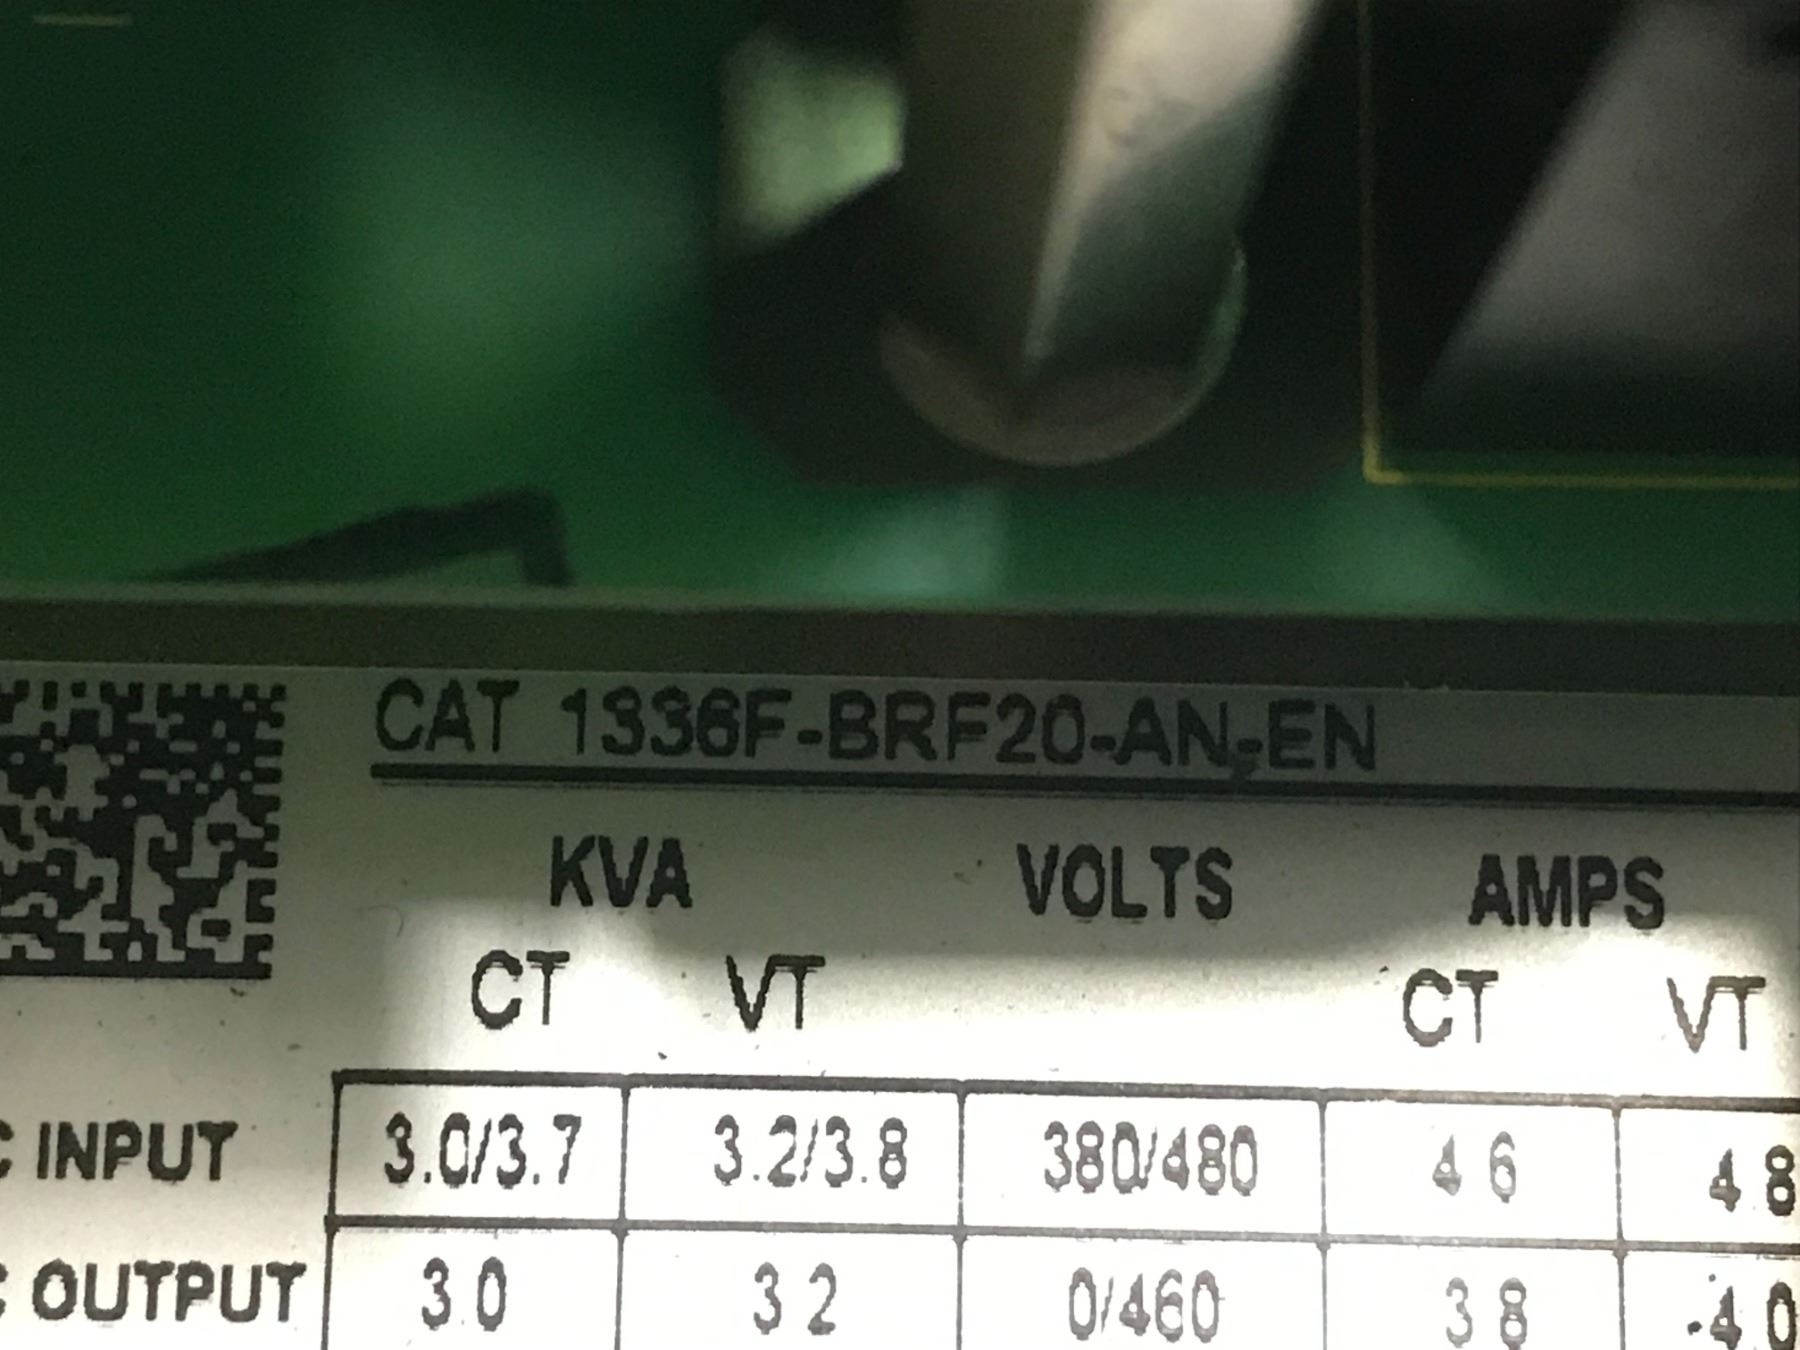 CAT 1336F-BRF20-AN-EN
KVA VOLTS AMPS
CT VT CT VT
C INPUT 3.0/3.7 3.2/3.8 380/480 4 6 4 8
C OUTPUT 3.0 3 2 0/460 3 8 4 0